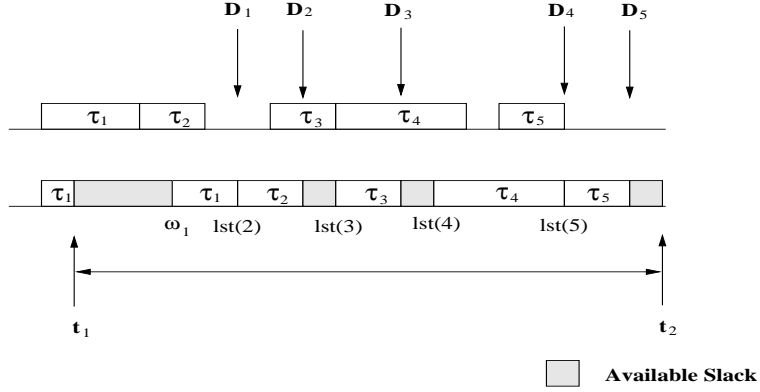 D1 D2 D3 D4 D5
τ1 τ2 τ3 τ4 τ5
τ1 τ1 τ2 τ3 τ4 τ5
ω1 lst(2) lst(3) lst(4) lst(5)
t1 t2
Available Slack